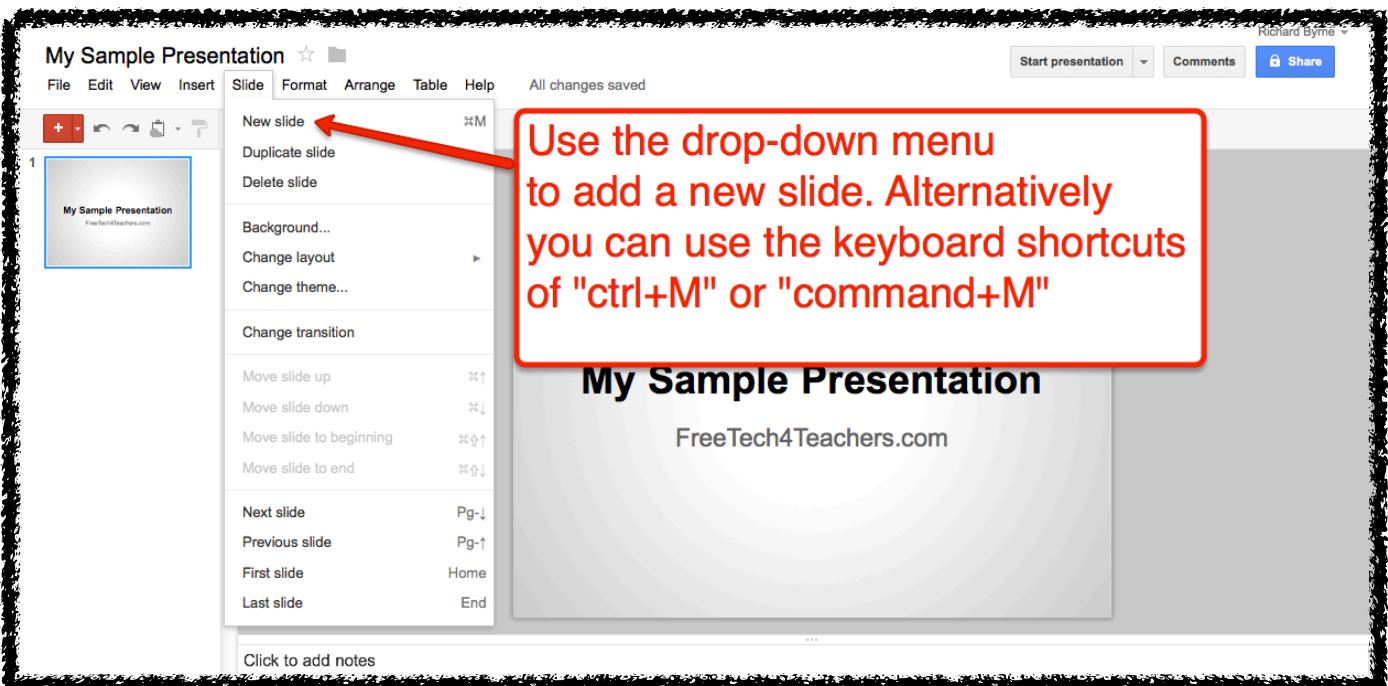 Richard Byrne
My Sample Presentation
Start presentation
Comments
Share
File Edit View Insert Slide Format Arrange Table Help All changes saved
New slide ⌘M
Duplicate slide
Delete slide
Background...
Change layout ►
Change theme...
Change transition
Move slide up ⌘↑
Move slide down ⌘↓
Move slide to beginning ⌘⇧↑
Move slide to end ⌘⇧↓
Next slide Pg-↓
Previous slide Pg-↑
First slide Home
Last slide End
1
My Sample Presentation
FreeTech4Teachers.com
Use the drop-down menu
to add a new slide. Alternatively
you can use the keyboard shortcuts
of "ctrl+M" or "command+M"
My Sample Presentation
FreeTech4Teachers.com
Click to add notes